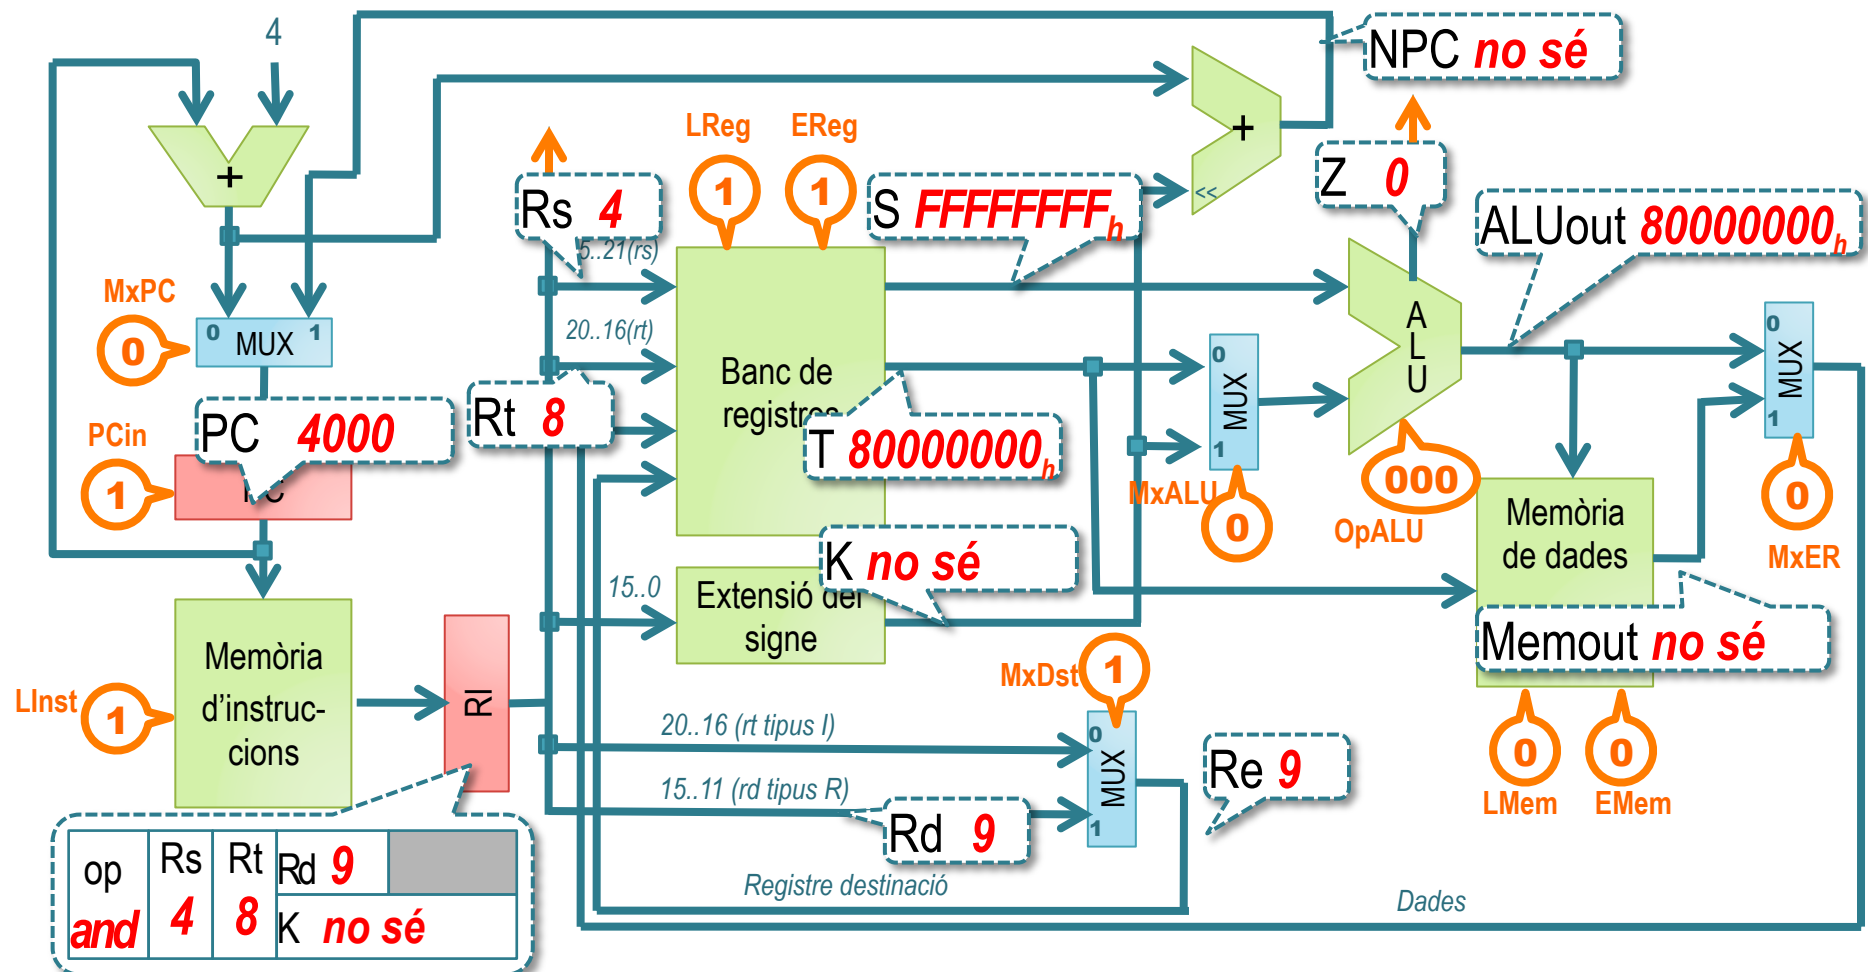 4
NPC no sé
LReg
EReg
1
1
+
+
<<
Z 0
Rs 4
S FFFFFFFFh
ALUout 80000000h
5..21(rs)
MxPC
0
0 MUX 1
20..16(rt)
Banc de
registres
ALU
0
MUX
1
0
MUX
1
PC 4000
Rt 8
T 80000000h
PCin
1
MxALU
0
000
OpALU
0
MxER
Memòria
de dades
K no sé
15..0
Extensió del
signe
Memout no sé
Memòria
d'instruc-
cions
RI
LInst
1
MxDst
1
20..16 (rt tipus I)
0
MUX
1
15..11 (rd tipus R)
Rd 9
Re 9
0
0
LMem
EMem
op
and
Rs
4
Rt
8
Rd 9
K no sé
Registre destinació
Dades